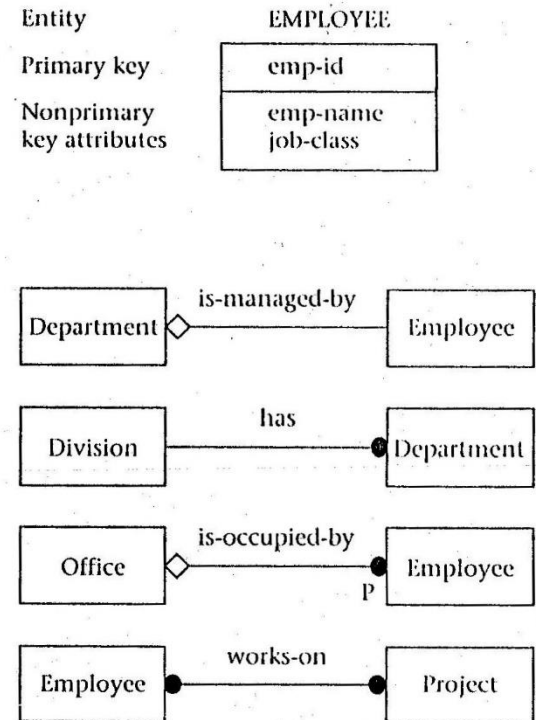 Entity EMPLOYEE
Primary key emp-id
Nonprimary emp-name
key attributes job-class
is-managed-by
Department Employee
has
Division Department
is-occupied-by
Office Employee
P
works-on
Employee Project